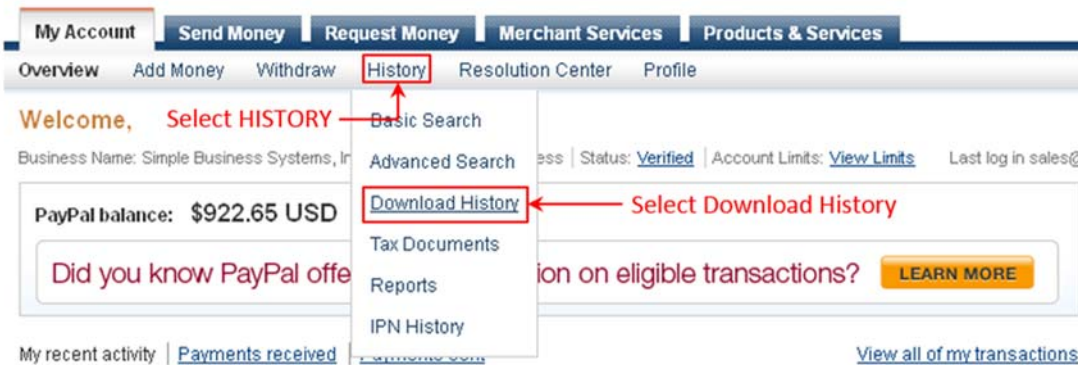 My Account Send Money Request Money Merchant Services Products & Services
Overview Add Money Withdraw History Resolution Center Profile
Welcome, Select HISTORY Basic Search
Business Name: Simple Business Systems, Advanced Search Status: Verified Account Limits: View Limits Last log in sales@
PayPal balance: $922.65 USD Download History Select Download History
Tax Documents
Did you know PayPal on eligible transactions? LEARN MORE
Reports
IPN History
My recent activity Payments received View all of my transactions